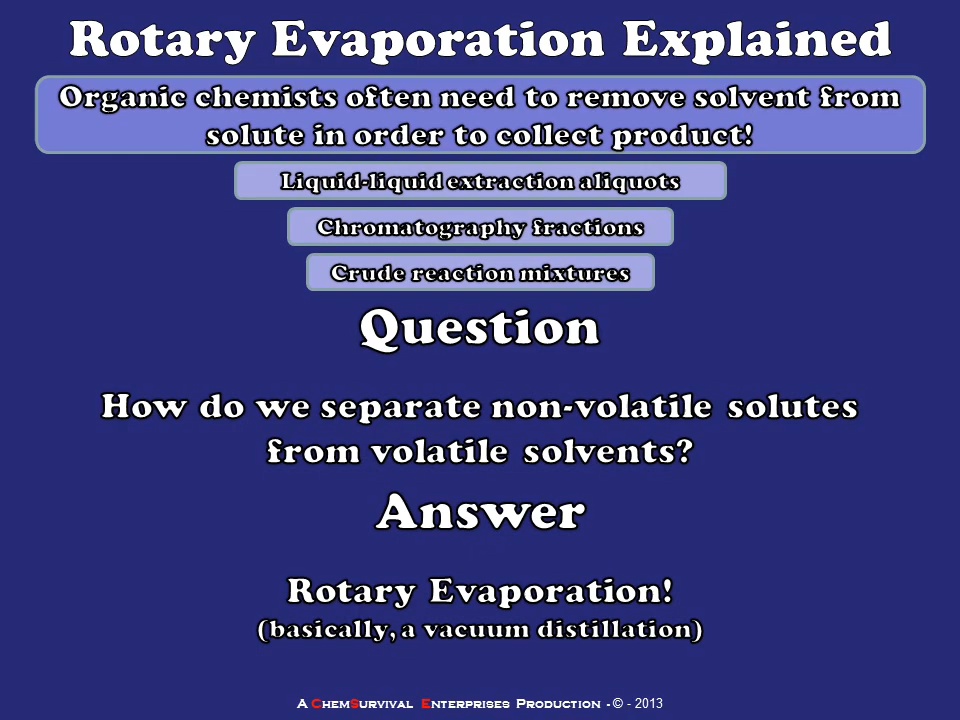 Rotary Evaporation Explained
Organic chemists often need to remove solvent from
solute in order to collect product!
Liquid-liquid extraction aliquots
Chromatography fractions
Crude reaction mixtures
Question
How do we separate non-volatile solutes
from volatile solvents?
Answer
Rotary Evaporation!
(basically, a vacuum distillation)
A ChemSurvival Enterprises Production - © - 2013